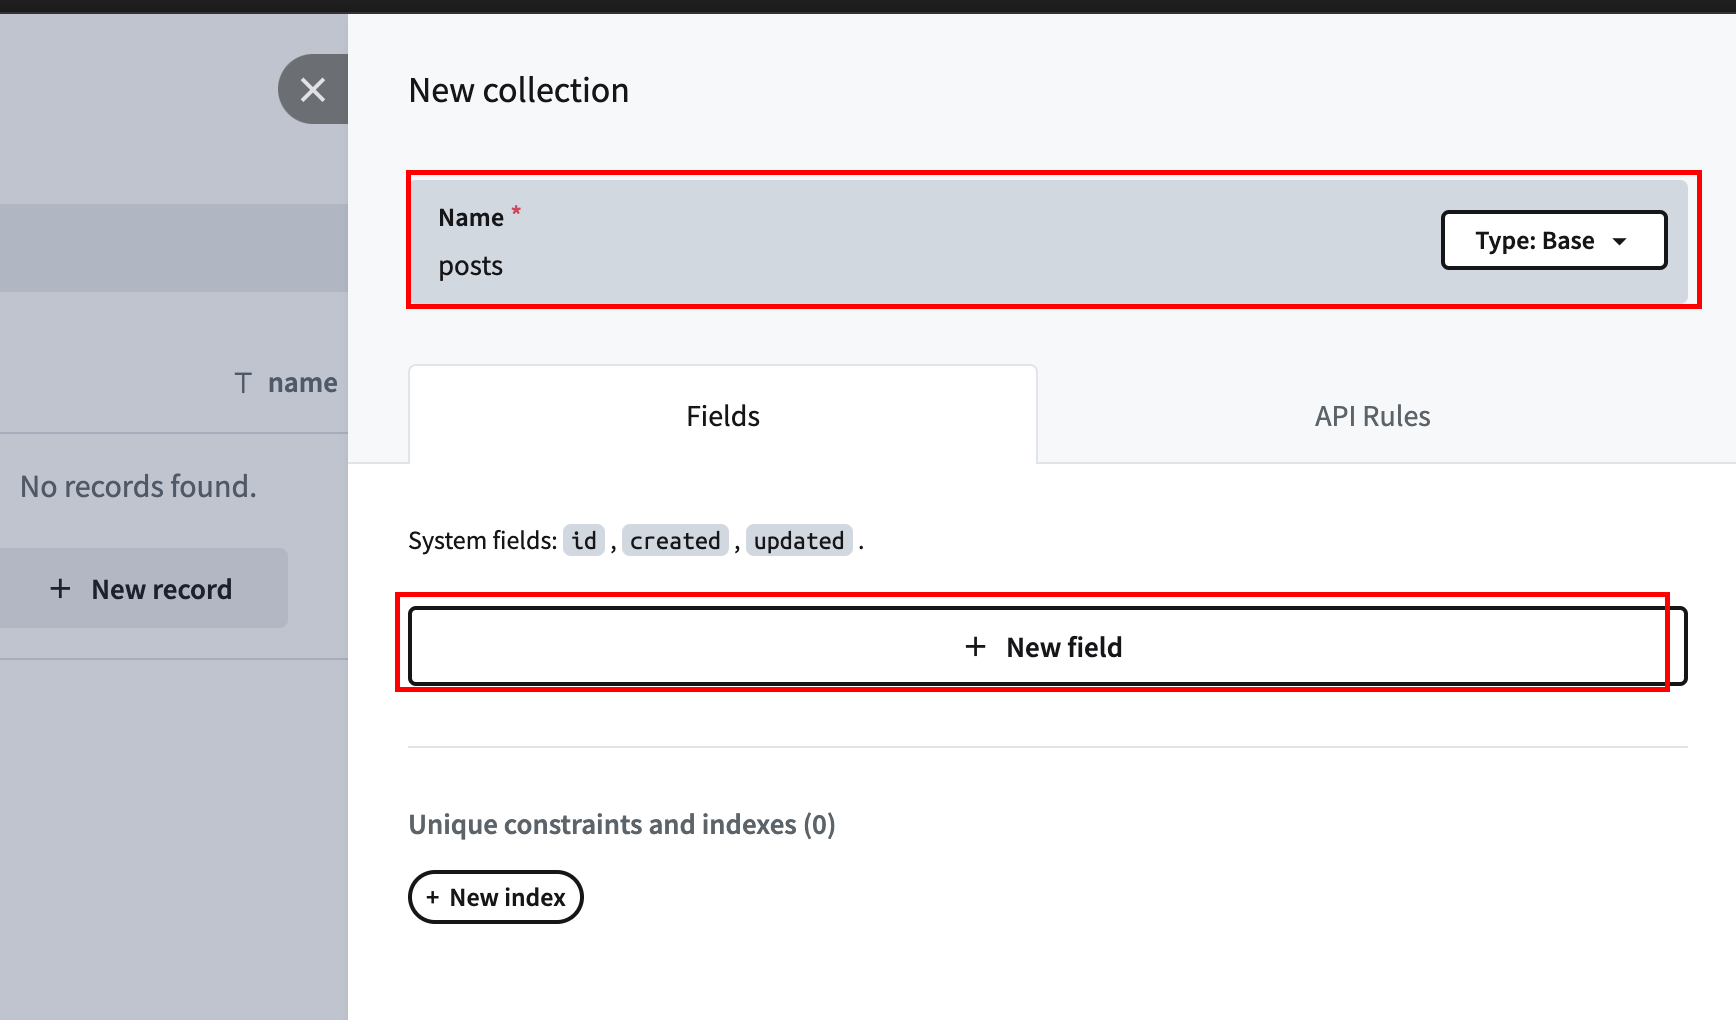 New collection
Name *
posts
Type: Base
name
Fields
API Rules
No records found.
System fields: id , created , updated .
+ New record
+ New field
Unique constraints and indexes (0)
+ New index